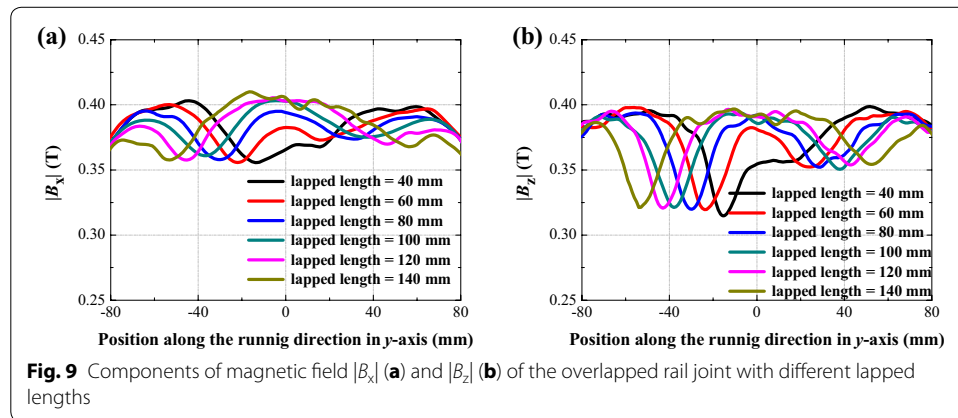 (a)
0.45
0.40
0.35
0.30
0.25
|Bx| (T)
lapped length = 40 mm
lapped length = 60 mm
lapped length = 80 mm
lapped length = 100 mm
lapped length = 120 mm
lapped length = 140 mm
-80 -40 0 40 80
Position along the runnig direction in y-axis (mm)
(b)
0.45
0.40
0.35
0.30
0.25
|Bz| (T)
lapped length = 40 mm
lapped length = 60 mm
lapped length = 80 mm
lapped length = 100 mm
lapped length = 120 mm
lapped length = 140 mm
-80 -40 0 40 80
Position along the runnig direction in y-axis (mm)
Fig. 9 Components of magnetic field |Bx| (a) and |Bz| (b) of the overlapped rail joint with different lapped
lengths